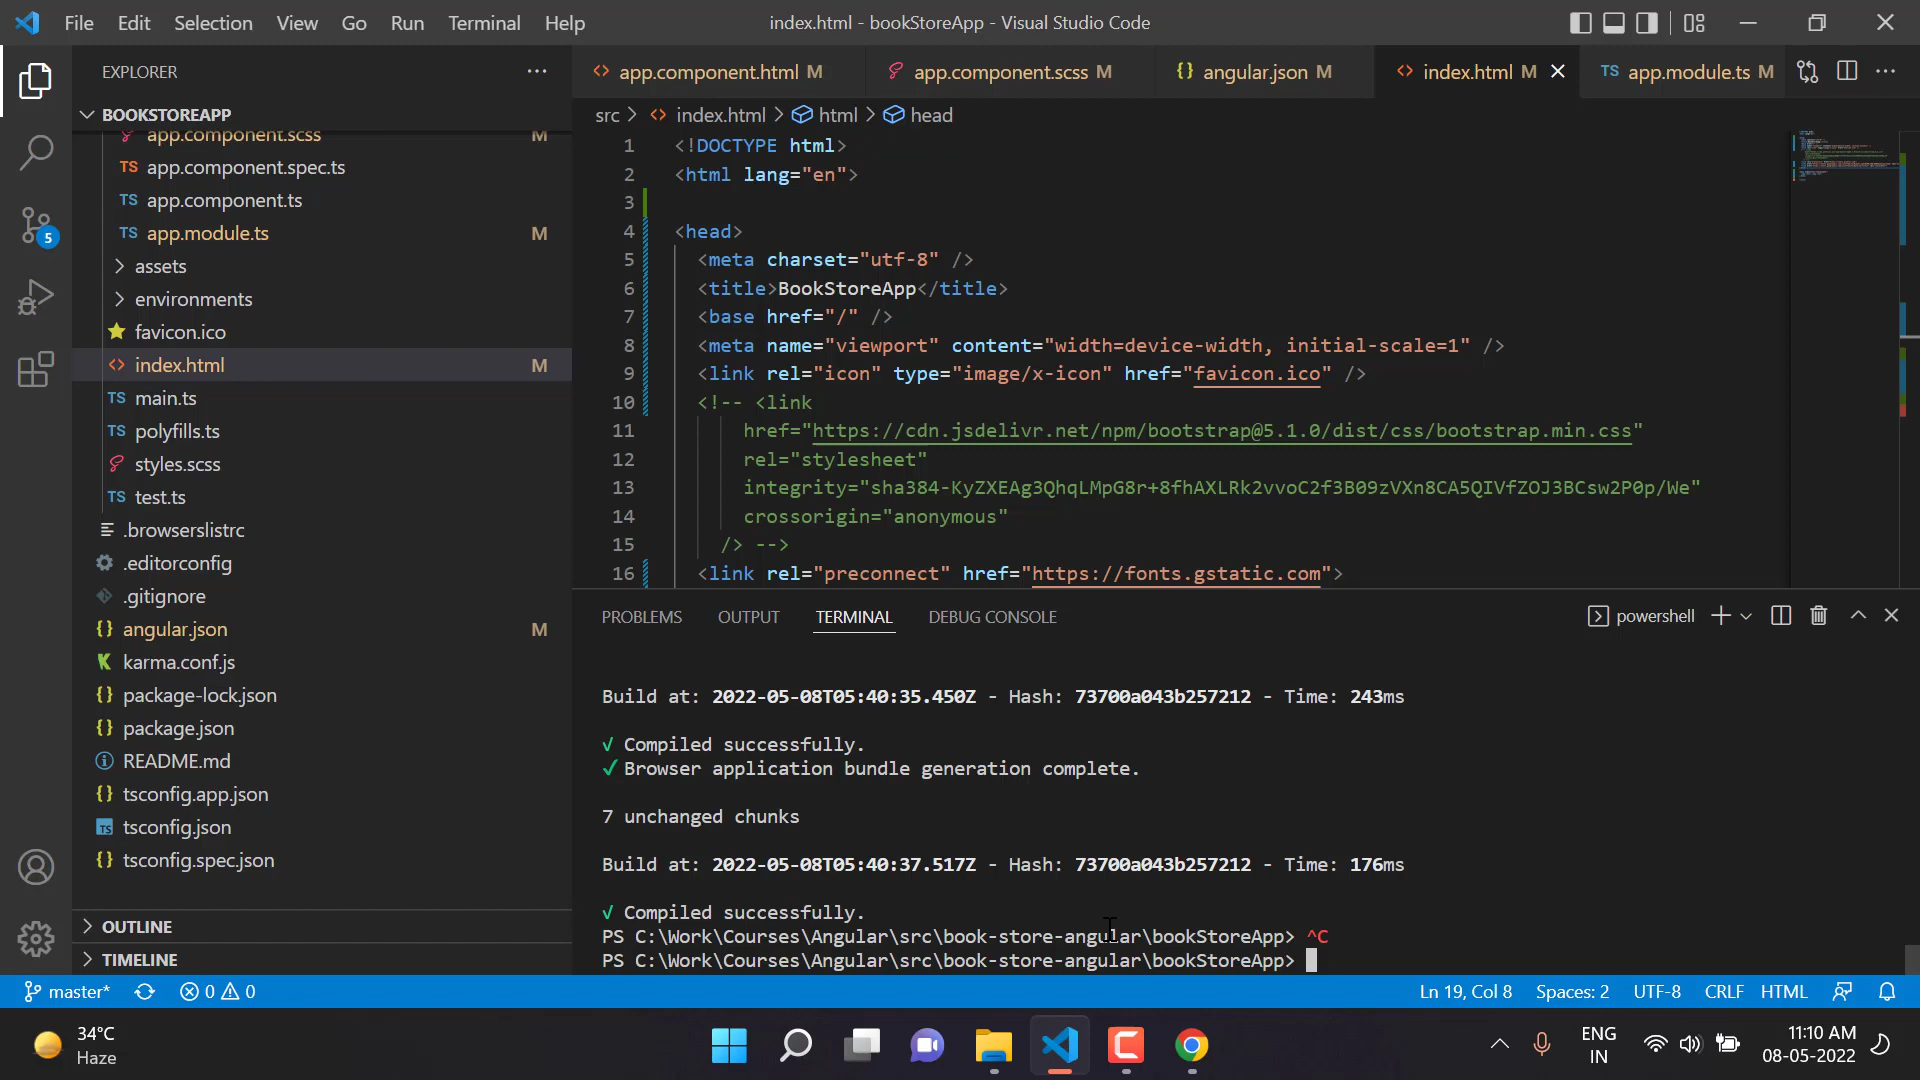 File Edit Selection View Go Run Terminal Help
index.html - bookStoreApp - Visual Studio Code
EXPLORER
BOOKSTOREAPP
app.component.scss M
TS app.component.spec.ts
TS app.component.ts
TS app.module.ts M
assets
environments
favicon.ico
<> index.html M
TS main.ts
TS polyfills.ts
styles.scss
TS test.ts
.browserslistrc
.editorconfig
.gitignore
{} angular.json M
karma.conf.js
{} package-lock.json
{} package.json
README.md
{} tsconfig.app.json
TS tsconfig.json
{} tsconfig.spec.json
OUTLINE
TIMELINE
5
<> app.component.html M
app.component.scss M
{} angular.json M
<> index.html M
TS app.module.ts M
src > <> index.html > html > head
1 <!DOCTYPE html>
2 <html lang="en">
3
4 <head>
5 <meta charset="utf-8" />
6 <title>BookStoreApp</title>
7 <base href="/" />
8 <meta name="viewport" content="width=device-width, initial-scale=1" />
9 <link rel="icon" type="image/x-icon" href="favicon.ico" />
10 <!-- <link
11 href="https://cdn.jsdelivr.net/npm/bootstrap@5.1.0/dist/css/bootstrap.min.css"
12 rel="stylesheet"
13 integrity="sha384-KyZXEAg3QhqLMpG8r+8fhAXLRk2vvoC2f3B09zVXn8CA5QIVfZOJ3BCsw2P0p/We"
14 crossorigin="anonymous"
15 /> -->
16 <link rel="preconnect" href="https://fonts.gstatic.com">
PROBLEMS OUTPUT TERMINAL DEBUG CONSOLE
powershell
Build at: 2022-05-08T05:40:35.450Z - Hash: 73700a043b257212 - Time: 243ms
√ Compiled successfully.
✓ Browser application bundle generation complete.
7 unchanged chunks
Build at: 2022-05-08T05:40:37.517Z - Hash: 73700a043b257212 - Time: 176ms
√ Compiled successfully.
PS C:\Work\Courses\Angular\src\book-store-angular\bookStoreApp> ^C
PS C:\Work\Courses\Angular\src\book-store-angular\bookStoreApp>
master* 0 0
Ln 19, Col 8 Spaces: 2 UTF-8 CRLF HTML
34°C
Haze
ENG
IN
11:10 AM
08-05-2022